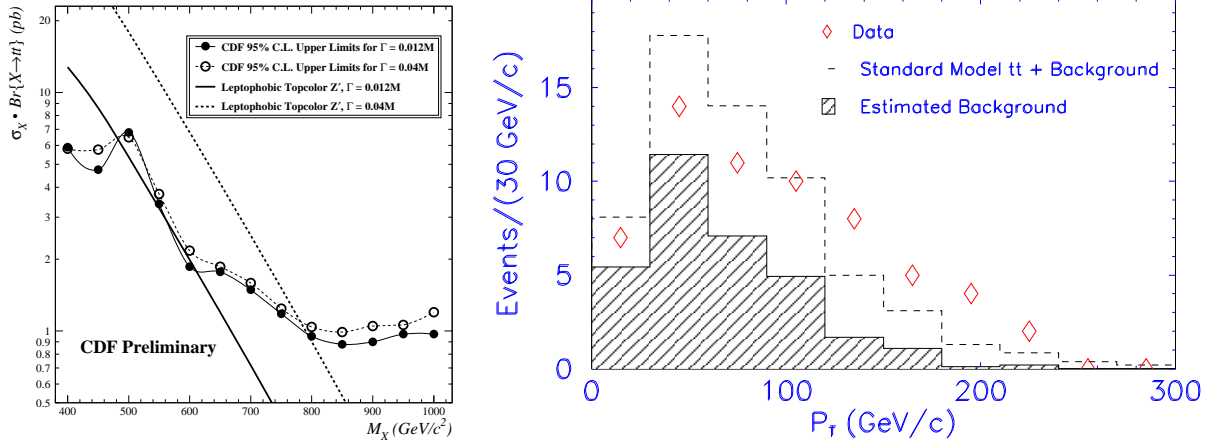 σX • Br{X→tt} (pb)
10
9
8
7
6
5
4
3
2
1
0.9
0.8
0.7
0.6
0.5
CDF 95% C.L. Upper Limits for Γ = 0.012M
CDF 95% C.L. Upper Limits for Γ = 0.04M
Leptophobic Topcolor Z′, Γ = 0.012M
Leptophobic Topcolor Z′, Γ = 0.04M
CDF Preliminary
400 500 600 700 800 900 1000
MX (GeV/c²)
Events/(30 GeV/c)
15
10
5
0
Data
Standard Model tt + Background
Estimated Background
0 100 200 300
PT (GeV/c)